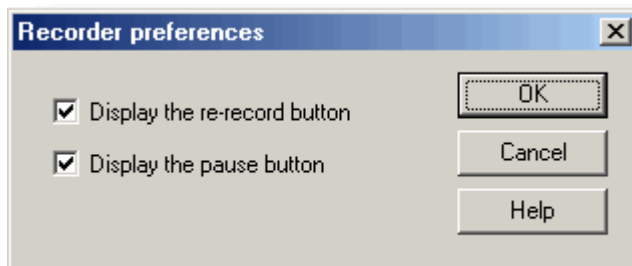 Recorder preferences
Display the re-record button
Display the pause button
OK
Cancel
Help